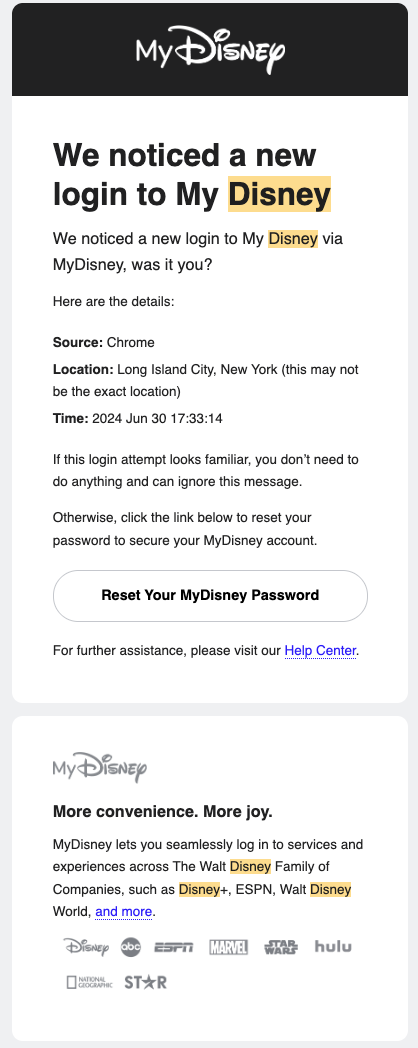 My Disney
We noticed a new
login to My Disney
We noticed a new login to My Disney via
MyDisney, was it you?
Here are the details:
Source: Chrome
Location: Long Island City, New York (this may not
be the exact location)
Time: 2024 Jun 30 17:33:14
If this login attempt looks familiar, you don’t need to
do anything and can ignore this message.
Otherwise, click the link below to reset your
password to secure your MyDisney account.
Reset Your MyDisney Password
For further assistance, please visit our Help Center.
My Disney
More convenience. More joy.
MyDisney lets you seamlessly log in to services and
experiences across The Walt Disney Family of
Companies, such as Disney+, ESPN, Walt Disney
World, and more.
Disney abc ESPN MARVEL STAR WARS hulu
NATIONAL GEOGRAPHIC ST★R